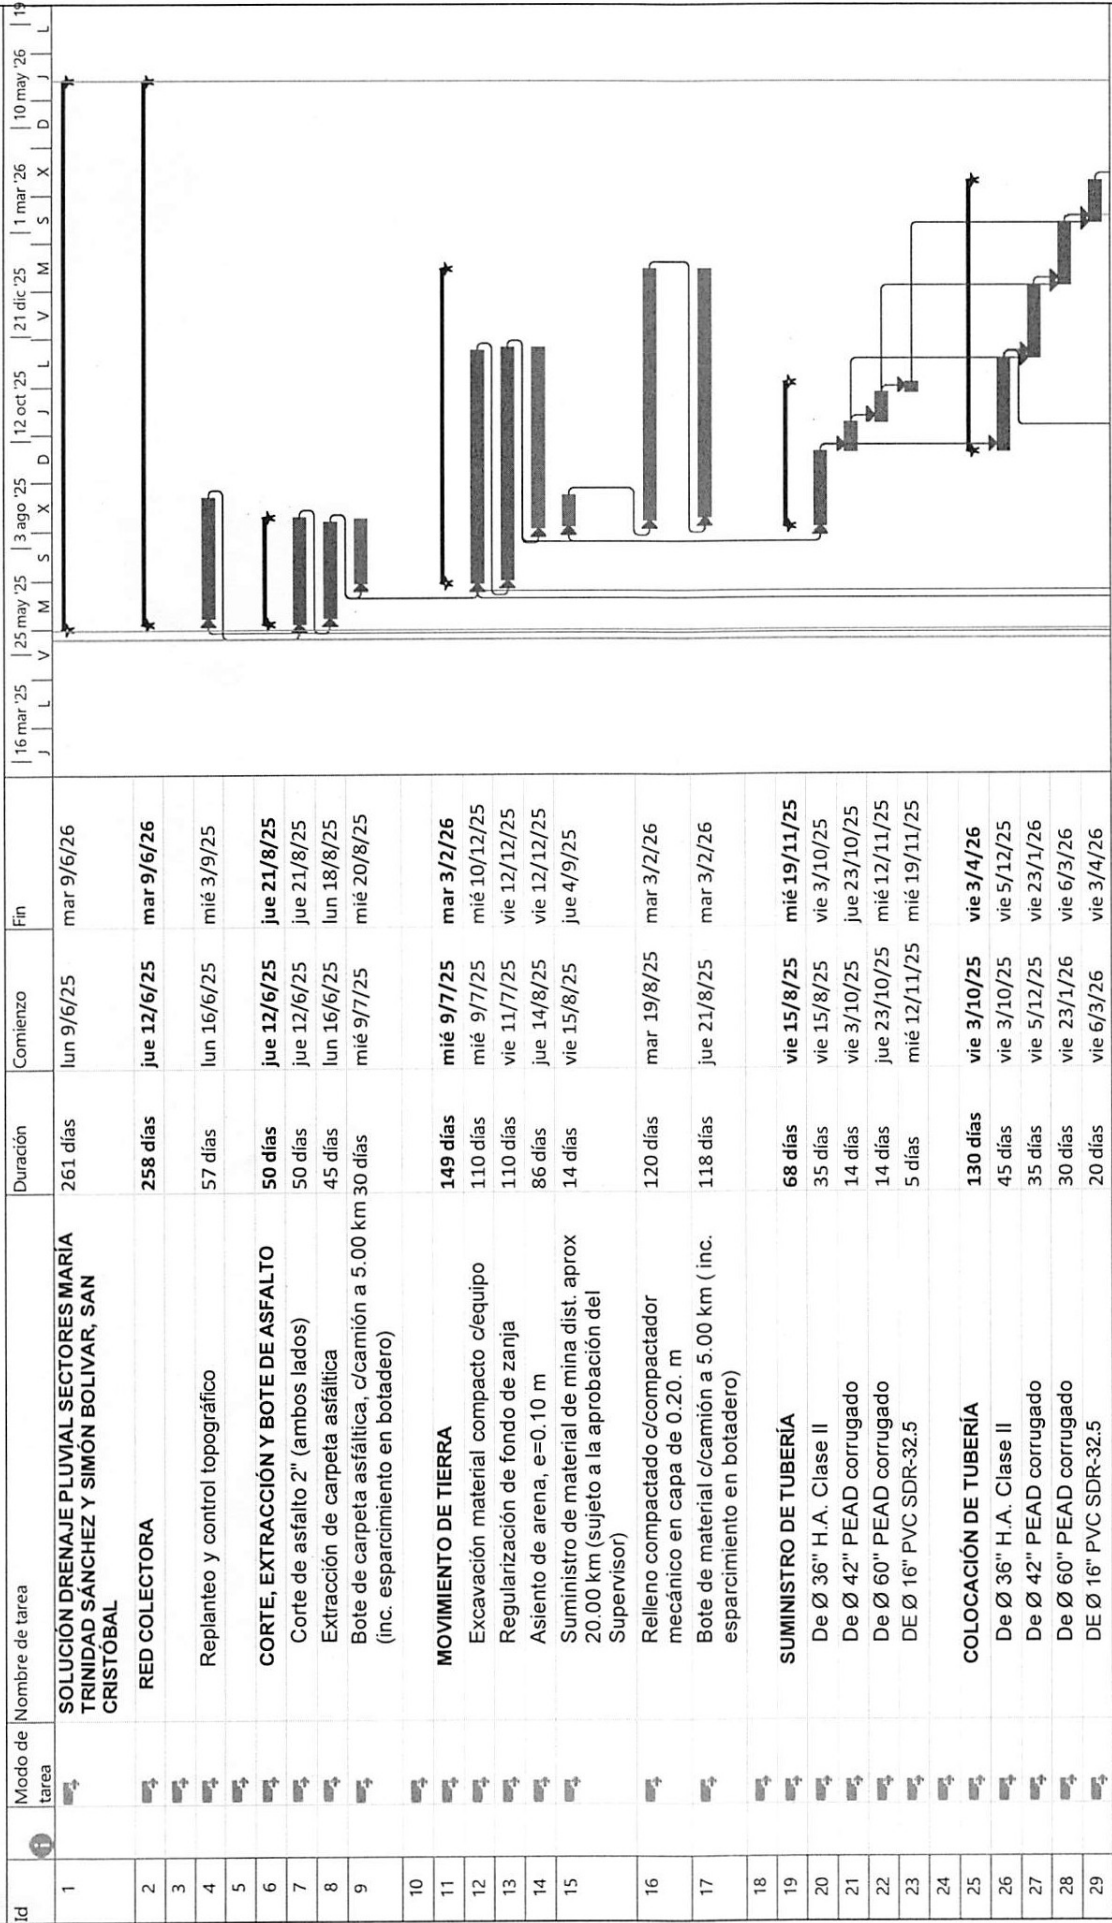 Id Modo de tarea Nombre de tarea Duración Comienzo Fin
16 mar '25 25 may '25 3 ago '25 12 oct '25 21 dic '25 1 mar '26 10 may '26 19
J L V M S X D J L V M S X D J L
1 SOLUCIÓN DRENAJE PLUVIAL SECTORES MARÍA 261 días lun 9/6/25 mar 9/6/26
TRINIDAD SÁNCHEZ Y SIMÓN BOLIVAR, SAN
CRISTÓBAL
2 RED COLECTORA 258 días jue 12/6/25 mar 9/6/26
3
4 Replanteo y control topográfico 57 días lun 16/6/25 mié 3/9/25
5
6 CORTE, EXTRACCIÓN Y BOTE DE ASFALTO 50 días jue 12/6/25 jue 21/8/25
7 Corte de asfalto 2" (ambos lados) 50 días jue 12/6/25 jue 21/8/25
8 Extracción de carpeta asfáltica 45 días lun 16/6/25 lun 18/8/25
9 Bote de carpeta asfáltica, c/camión a 5.00 km 30 días mié 9/7/25 mié 20/8/25
(inc. esparcimiento en botadero)
10
11 MOVIMIENTO DE TIERRA 149 días mié 9/7/25 mar 3/2/26
12 Excavación material compacto c/equipo 110 días mié 9/7/25 mié 10/12/25
13 Regularización de fondo de zanja 110 días vie 11/7/25 vie 12/12/25
14 Asiento de arena, e=0.10 m 86 días jue 14/8/25 vie 12/12/25
15 Suministro de material de mina dist. aprox 14 días vie 15/8/25 jue 4/9/25
20.00 km (sujeto a la aprobación del
Supervisor)
16 Relleno compactado c/compactador 120 días mar 19/8/25 mar 3/2/26
mecánico en capa de 0.20. m
17 Bote de material c/camión a 5.00 km ( inc. 118 días jue 21/8/25 mar 3/2/26
esparcimiento en botadero)
18
19 SUMINISTRO DE TUBERÍA 68 días vie 15/8/25 mié 19/11/25
20 De Ø 36" H.A. Clase II 35 días vie 15/8/25 vie 3/10/25
21 De Ø 42" PEAD corrugado 14 días vie 3/10/25 jue 23/10/25
22 De Ø 60" PEAD corrugado 14 días jue 23/10/25 mié 12/11/25
23 DE Ø 16" PVC SDR-32.5 5 días mié 12/11/25 mié 19/11/25
24
25 COLOCACIÓN DE TUBERÍA 130 días vie 3/10/25 vie 3/4/26
26 De Ø 36" H.A. Clase II 45 días vie 3/10/25 vie 5/12/25
27 De Ø 42" PEAD corrugado 35 días vie 5/12/25 vie 23/1/26
28 De Ø 60" PEAD corrugado 30 días vie 23/1/26 vie 6/3/26
29 DE Ø 16" PVC SDR-32.5 20 días vie 6/3/26 vie 3/4/26